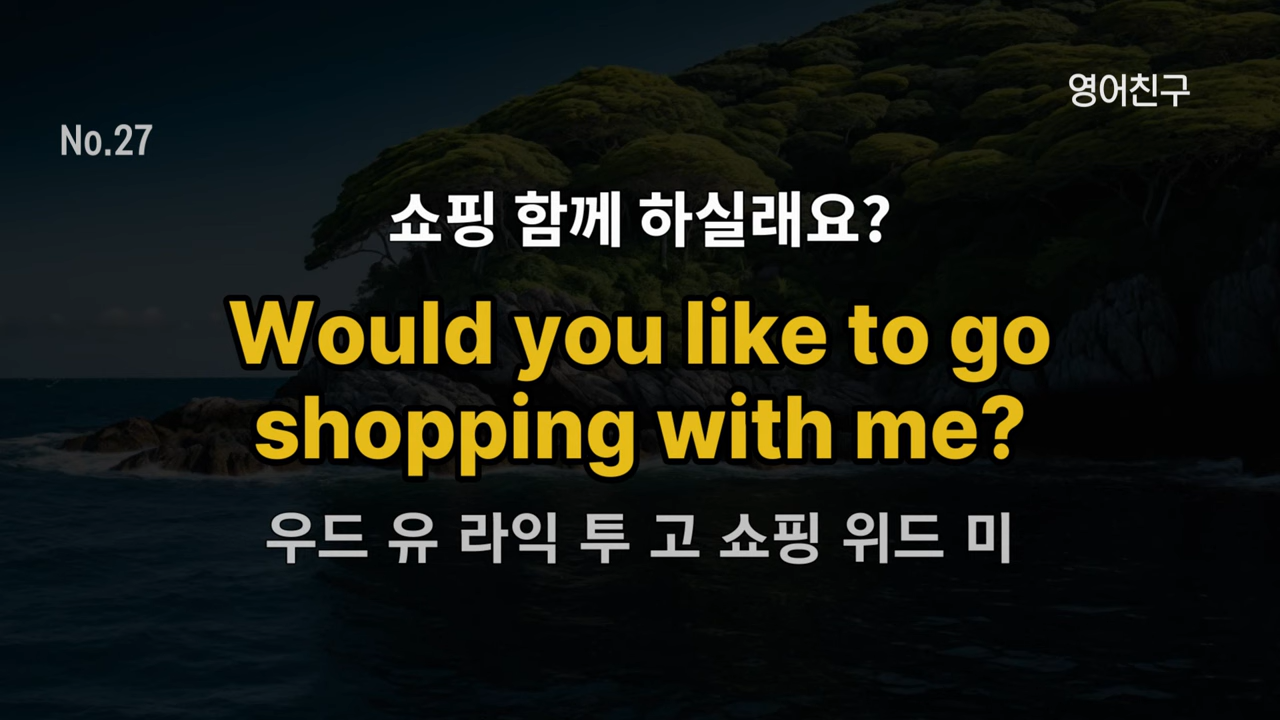 영어친구
No.27
쇼핑 함께 하실래요?
Would you like to go
shopping with me?
우드 유 라익 투 고 쇼핑 위드 미